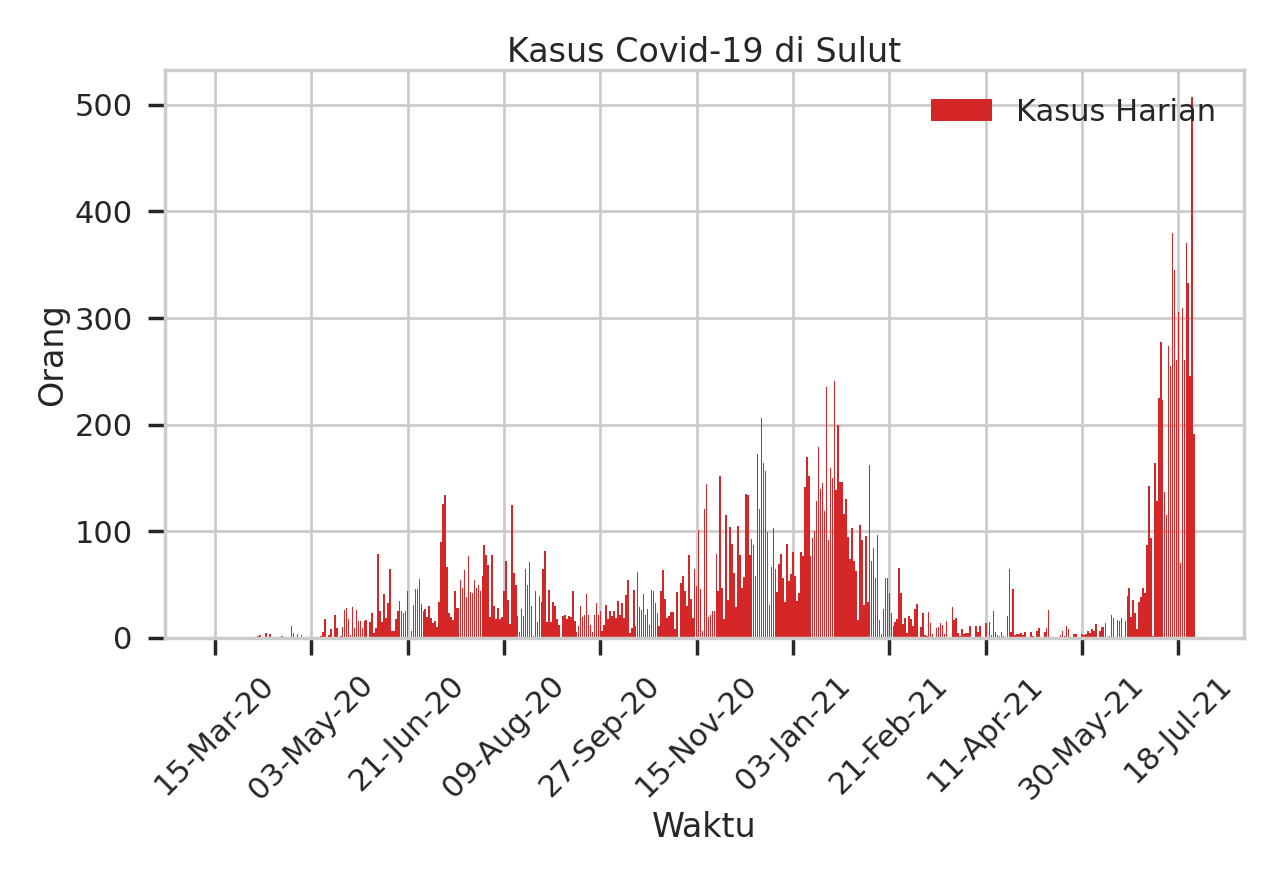 Kasus Covid-19 di Sulut
Kasus Harian
Orang
500
400
300
200
100
0
15-Mar-20
03-May-20
21-Jun-20
09-Aug-20
27-Sep-20
15-Nov-20
03-Jan-21
21-Feb-21
11-Apr-21
30-May-21
18-Jul-21
Waktu